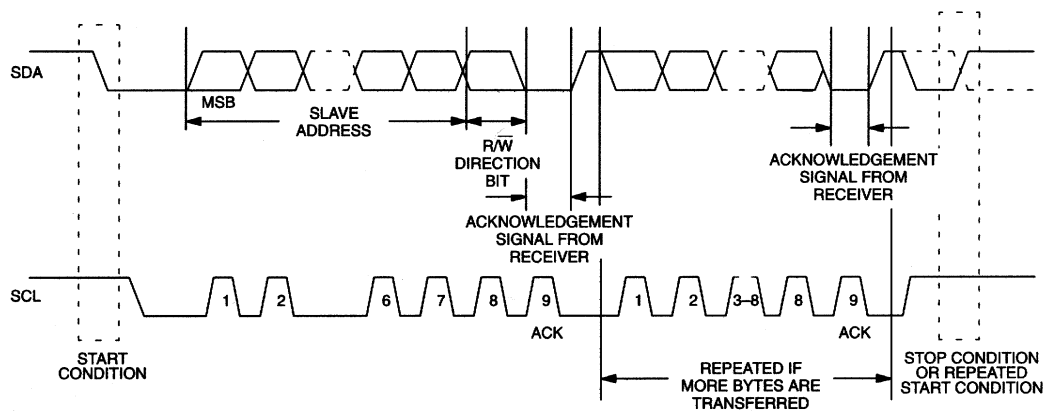 SDA
MSB
SLAVE
ADDRESS
R/W̅
DIRECTION
BIT
ACKNOWLEDGEMENT
SIGNAL FROM
RECEIVER
ACKNOWLEDGEMENT
SIGNAL FROM
RECEIVER
SCL
1 2 6 7 8 9 1 2 3–8 8 9
ACK ACK
START
CONDITION
REPEATED IF
MORE BYTES ARE
TRANSFERRED
STOP CONDITION
OR REPEATED
START CONDITION